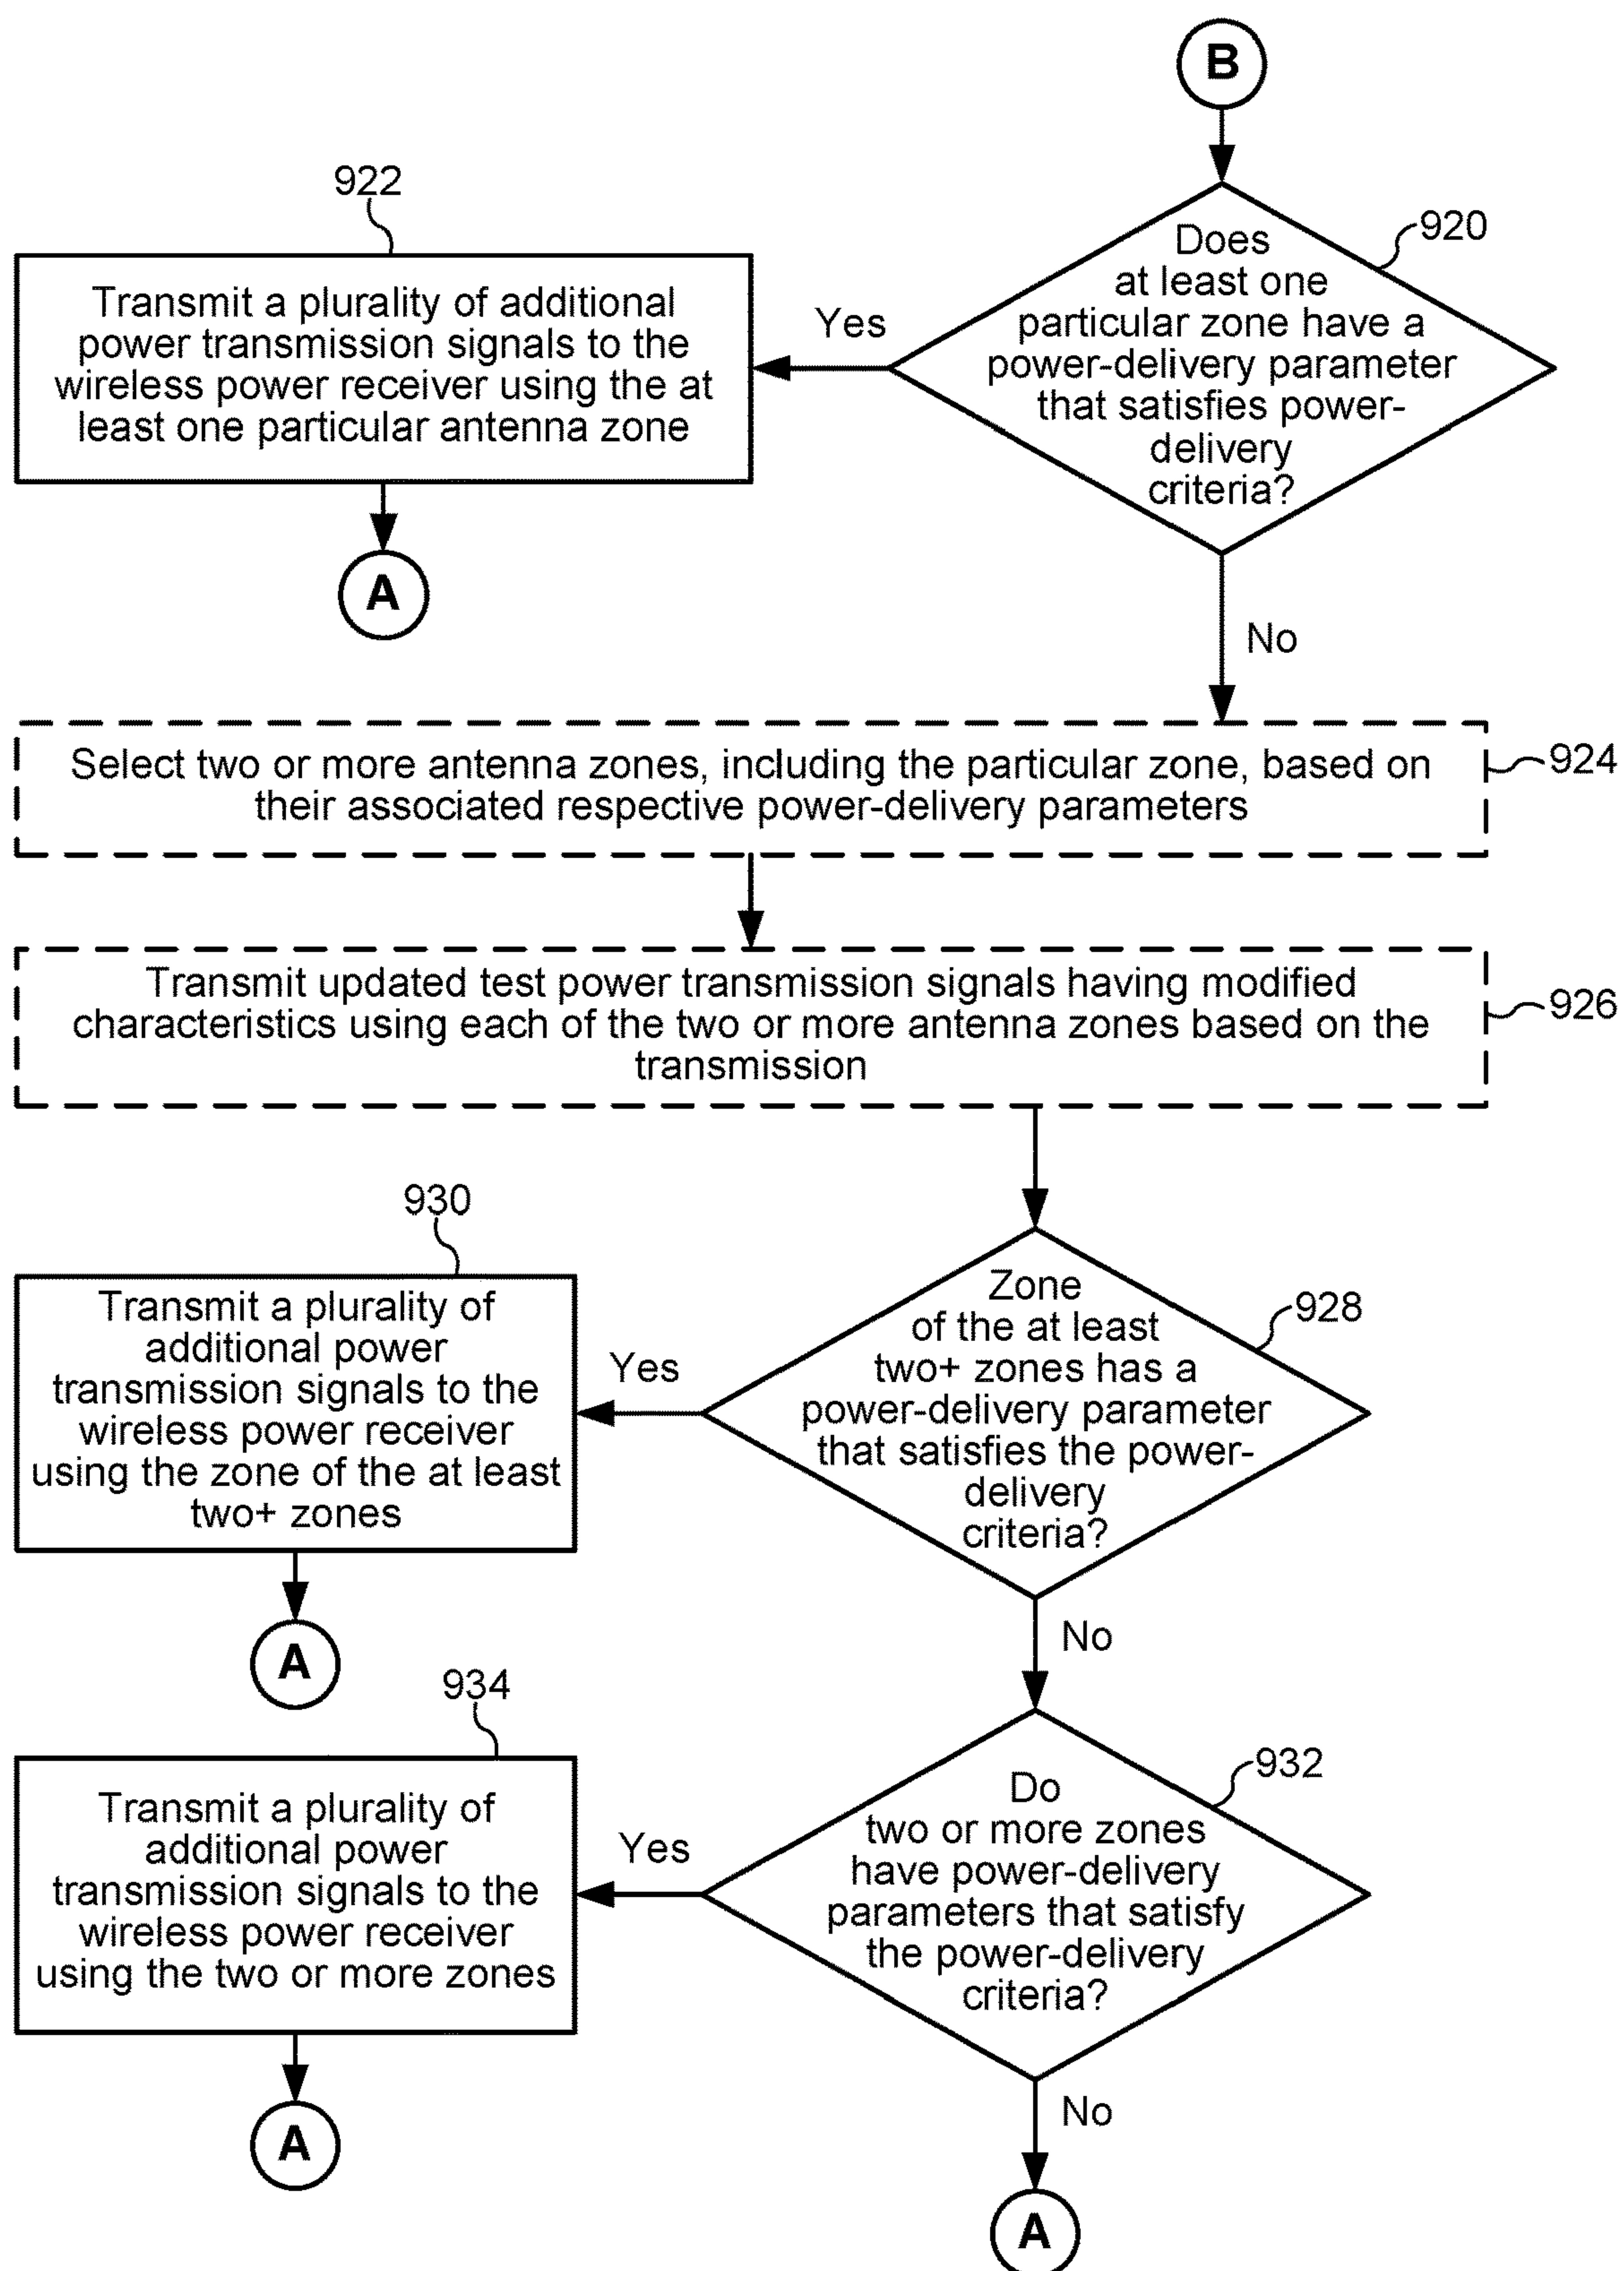 B
920
Does
at least one
particular zone have a
power-delivery parameter
that satisfies power-
delivery
criteria?
Yes
922
Transmit a plurality of additional
power transmission signals to the
wireless power receiver using the at
least one particular antenna zone
A
No
924
Select two or more antenna zones, including the particular zone, based on
their associated respective power-delivery parameters
926
Transmit updated test power transmission signals having modified
characteristics using each of the two or more antenna zones based on the
transmission
928
Zone
of the at least
two+ zones has a
power-delivery parameter
that satisfies the power-
delivery
criteria?
Yes
930
Transmit a plurality of
additional power
transmission signals to the
wireless power receiver
using the zone of the at least
two+ zones
A
No
932
Do
two or more zones
have power-delivery
parameters that satisfy
the power-delivery
criteria?
Yes
934
Transmit a plurality of
additional power
transmission signals to the
wireless power receiver
using the two or more zones
A
No
A